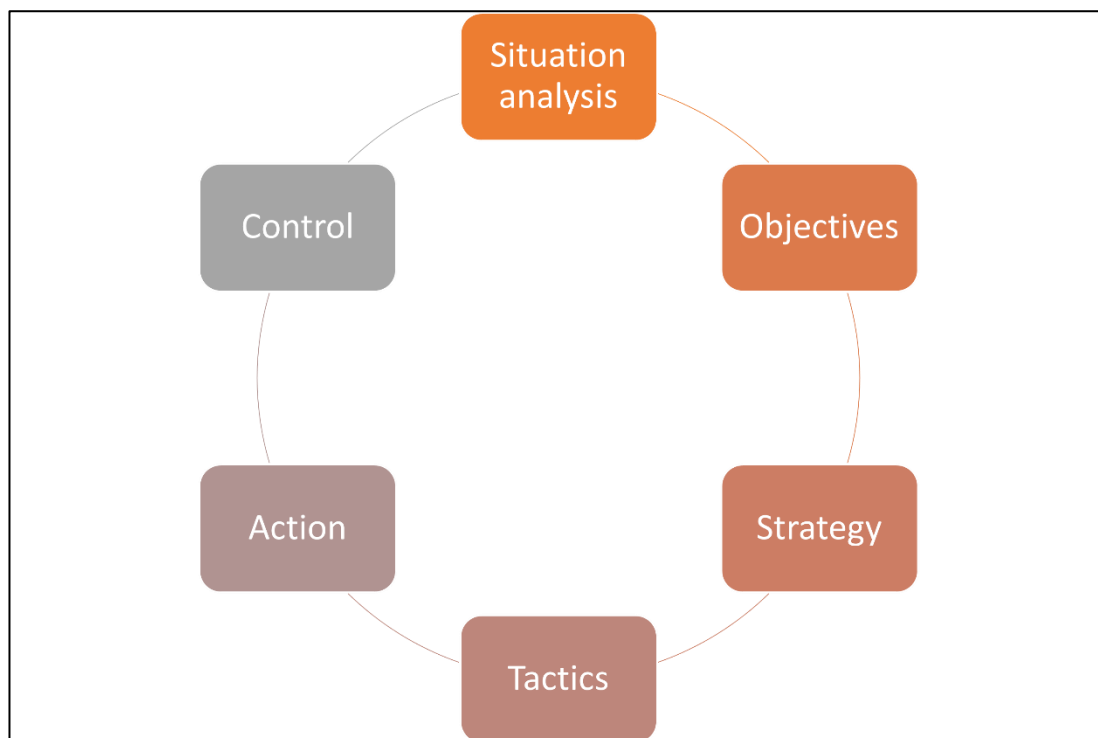 Situation
analysis
Objectives
Strategy
Tactics
Action
Control